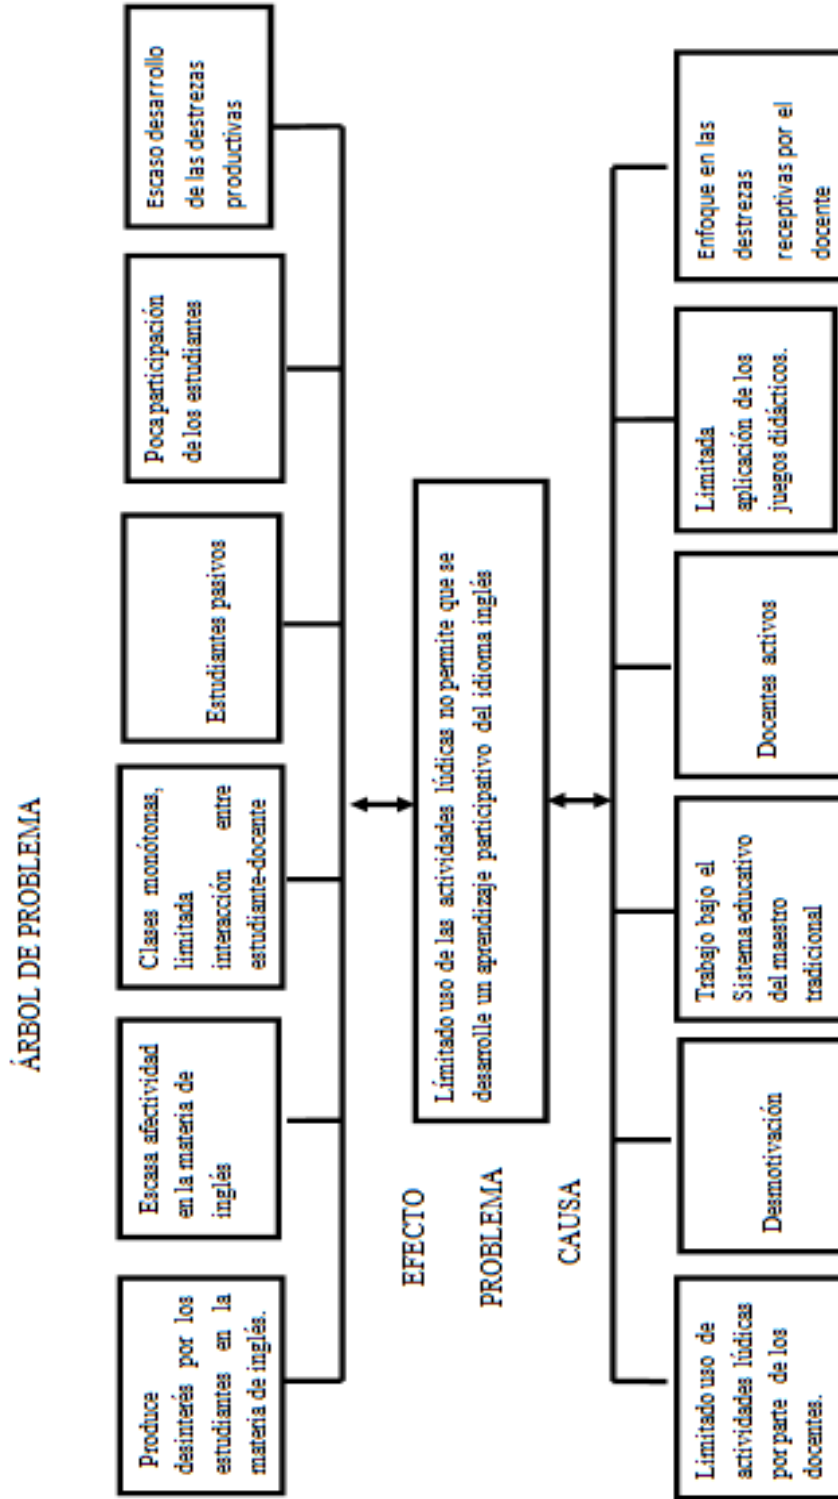 ÁRBOL DE PROBLEMA
Produce
desinterés por los
estudiantes en la
materia de inglés.
Escasa afectividad
en la materia de
inglés
Clases monótonas,
limitada
interacción entre
estudiante-docente
Estudiantes pasivos
Poca participación
de los estudiantes
Escaso desarrollo
de las destrezas
productivas
EFECTO
PROBLEMA
CAUSA
Límitado uso de las actividades lúdicas no permite que se
desarrolle un aprendizaje participativo del idioma inglés
Limitado uso de
actividades lúdicas
por parte de los
docentes.
Desmotivación
Trabajo bajo el
Sistema educativo
del maestro
tradicional
Docentes activos
Limitada
aplicación de los
juegos didácticos.
Enfoque en las
destrezas
receptivas por el
docente